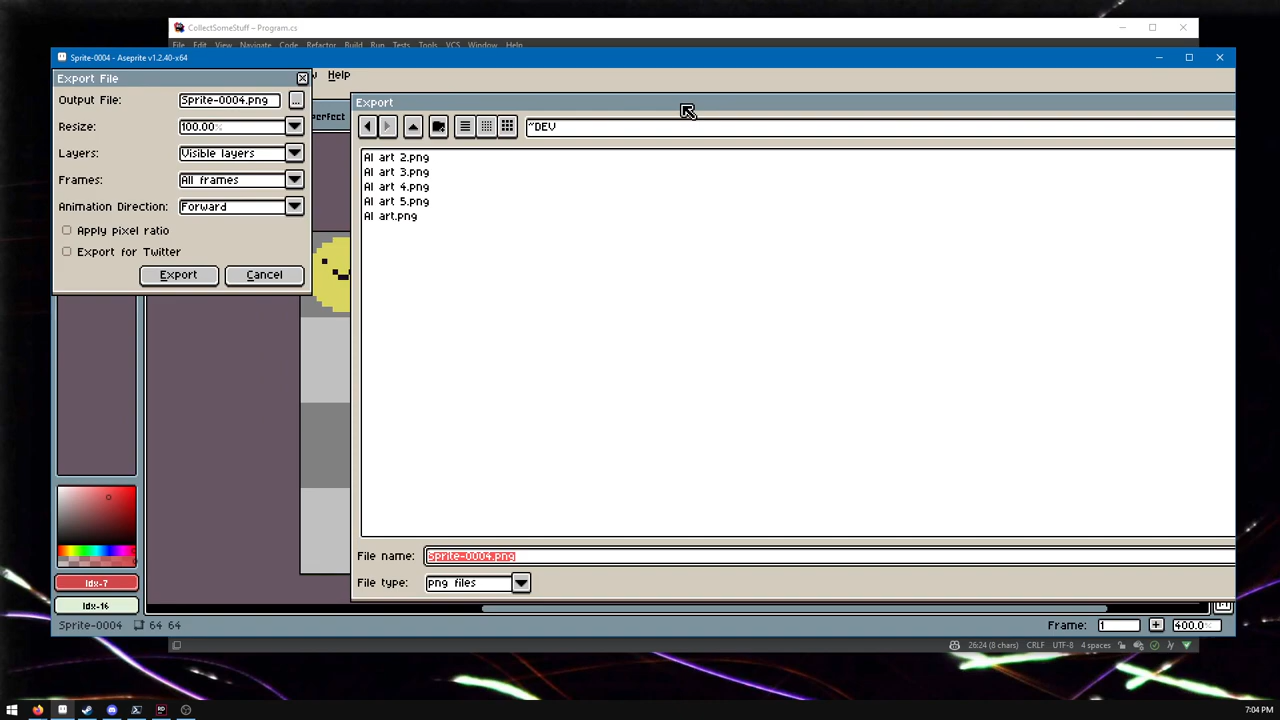 CollectSomeStuff – Program.cs
File Edit View Navigate Code Refactor Build Run Tests Tools VCS Window Help
Sprite-0004 - Aseprite v1.2.40-x64
Export File
Help
Output File: Sprite-0004.png ...
Resize: 100.00%
Layers: Visible layers
Frames: All frames
Animation Direction: Forward
Apply pixel ratio
Export for Twitter
Export Cancel
Export
~DEV
AI art 2.png
AI art 3.png
AI art 4.png
AI art 5.png
AI art.png
File name: Sprite-0004.png
File type: png files
Idx-7
Idx-16
Sprite-0004 64 64
Frame: 1 + 400.0%
26:24 (8 chars) CRLF UTF-8 4 spaces
7:04 PM